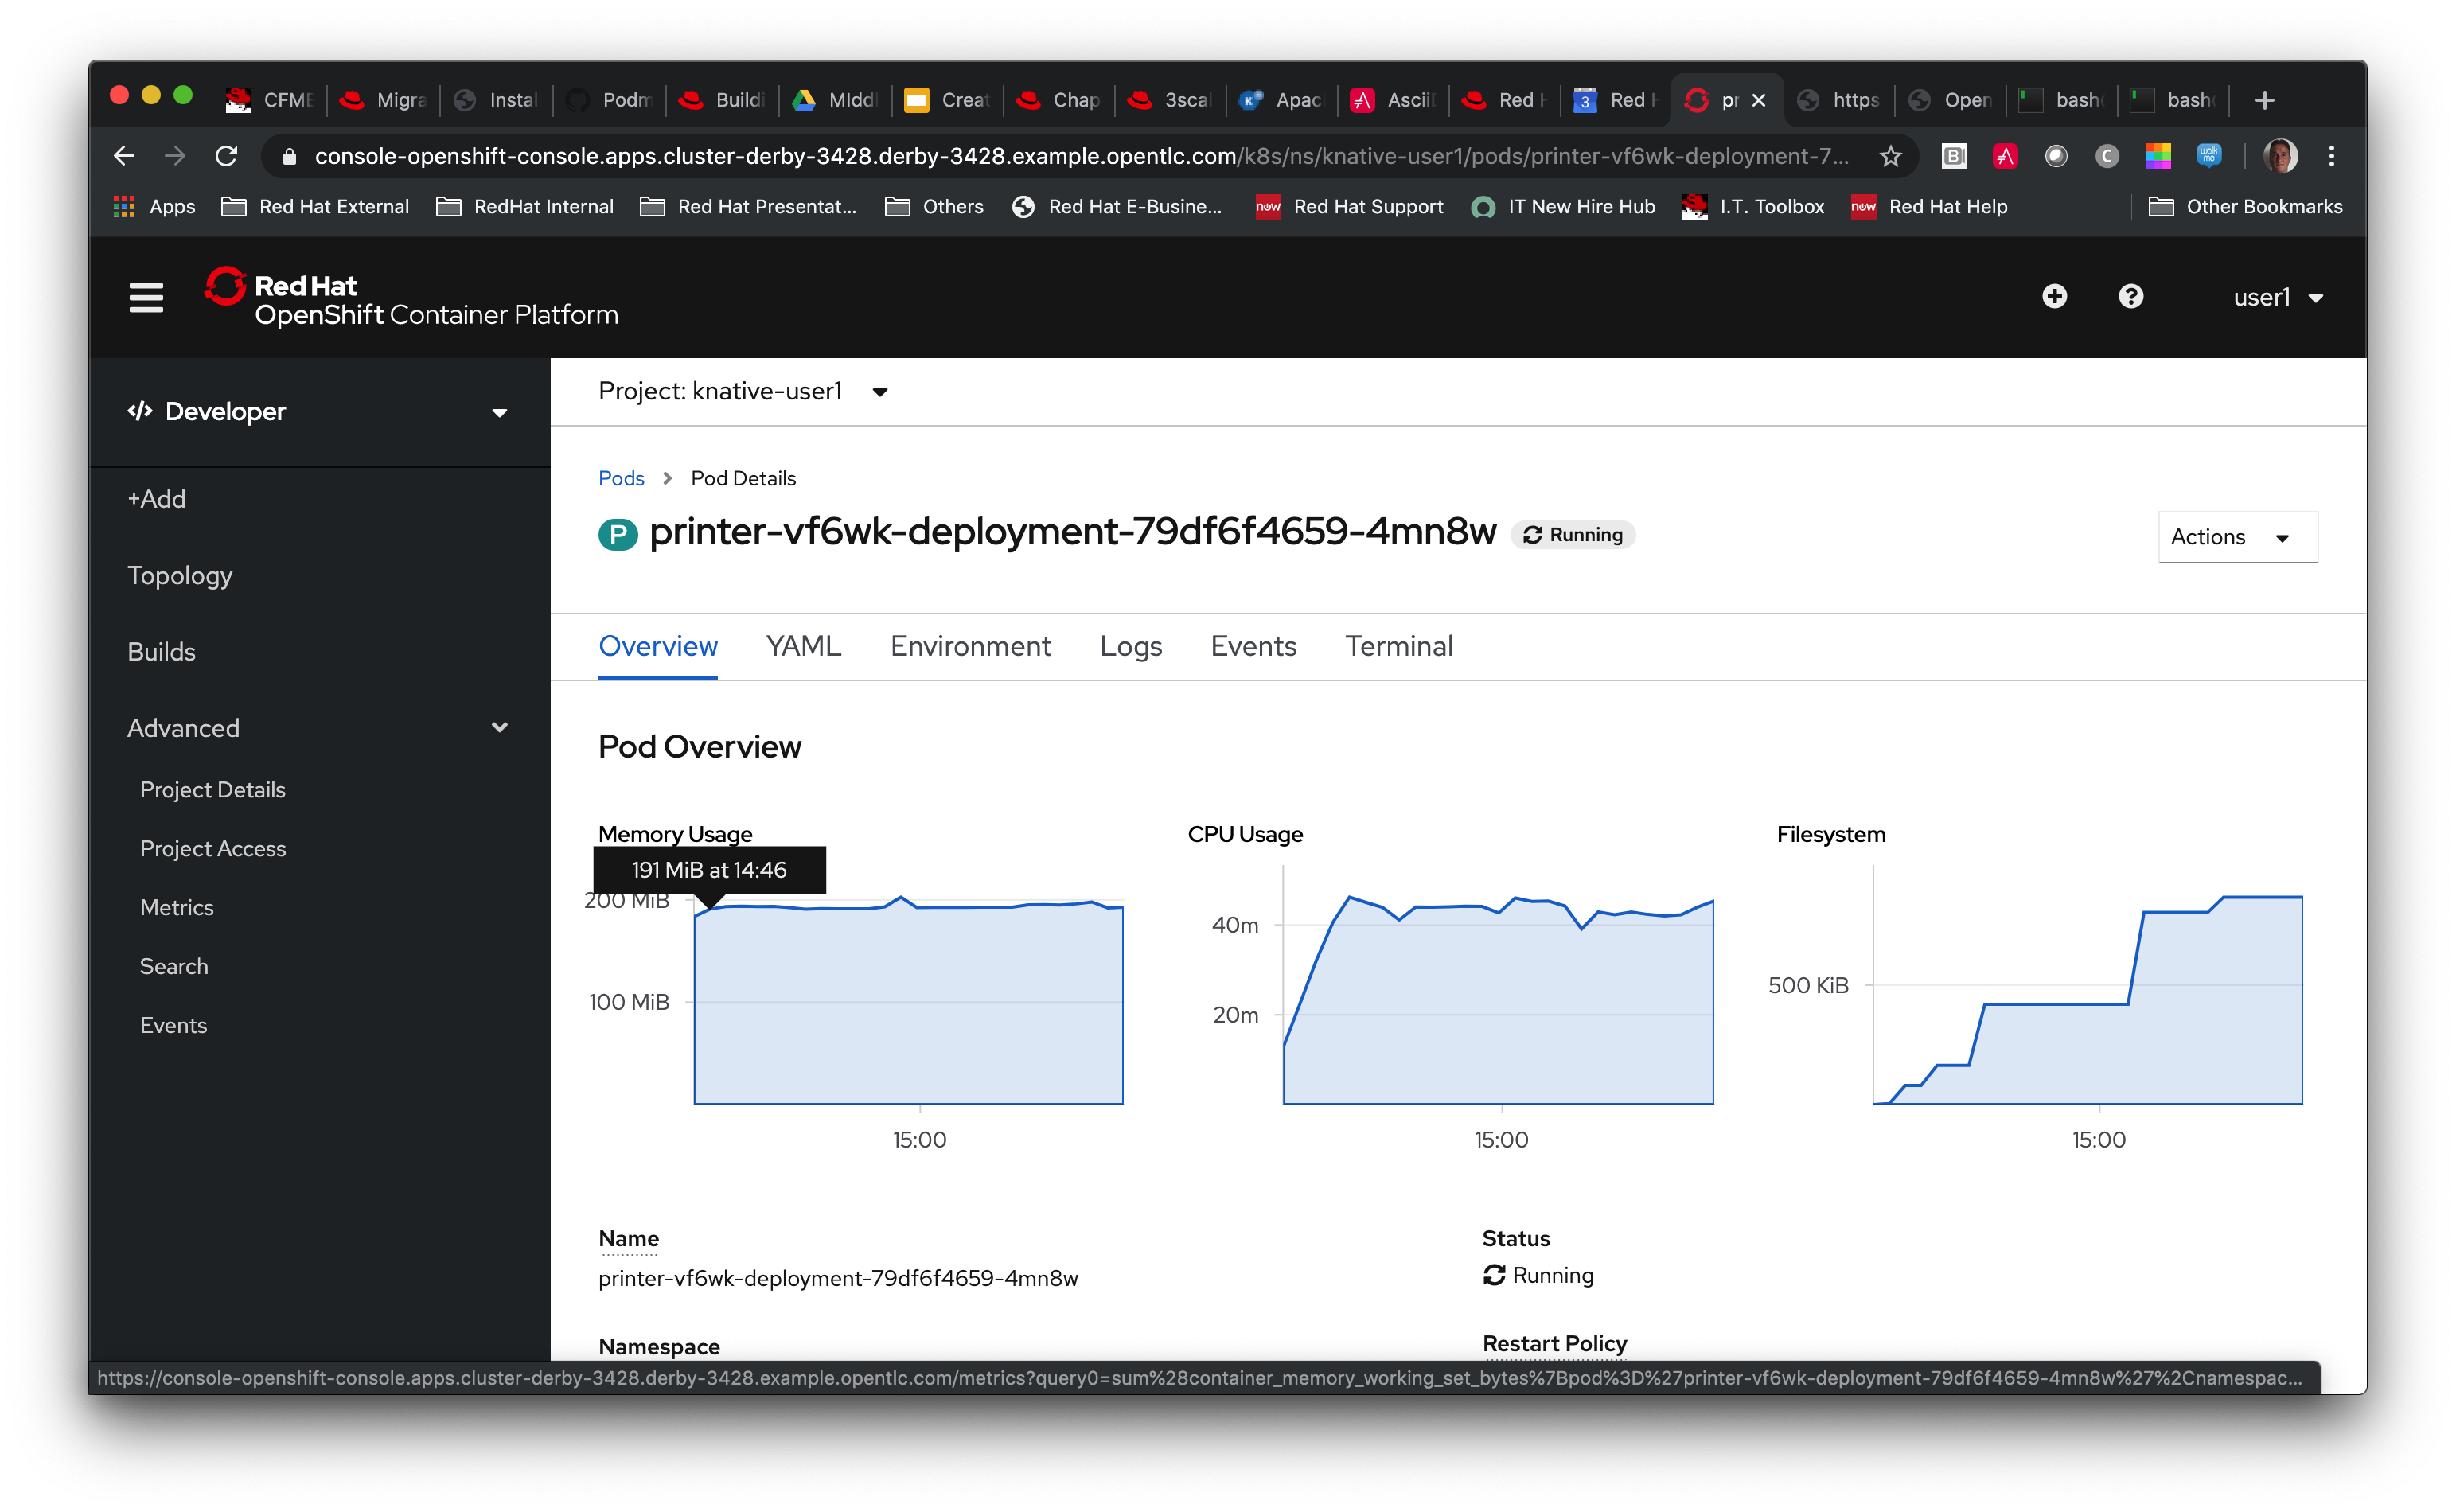 CFME Migra Instal Podm Buildi MIddl Creat Chap 3scal Apac Ascii Red H Red H pr https Open bash bash
console-openshift-console.apps.cluster-derby-3428.derby-3428.example.opentlc.com/k8s/ns/knative-user1/pods/printer-vf6wk-deployment-7...
Apps Red Hat External RedHat Internal Red Hat Presentat... Others Red Hat E-Busine... now Red Hat Support IT New Hire Hub I.T. Toolbox now Red Hat Help Other Bookmarks
Red Hat
OpenShift Container Platform
user1
Developer
+Add
Topology
Builds
Advanced
Project Details
Project Access
Metrics
Search
Events
Project: knative-user1
Pods > Pod Details
P printer-vf6wk-deployment-79df6f4659-4mn8w Running
Actions
Overview YAML Environment Logs Events Terminal
Pod Overview
Memory Usage
191 MiB at 14:46
200 MiB
100 MiB
15:00
CPU Usage
40m
20m
15:00
Filesystem
500 KiB
15:00
Name
printer-vf6wk-deployment-79df6f4659-4mn8w
Status
Running
Namespace
Restart Policy
https://console-openshift-console.apps.cluster-derby-3428.derby-3428.example.opentlc.com/metrics?query0=sum%28container_memory_working_set_bytes%7Bpod%3D%27printer-vf6wk-deployment-79df6f4659-4mn8w%27%2Cnamespac...